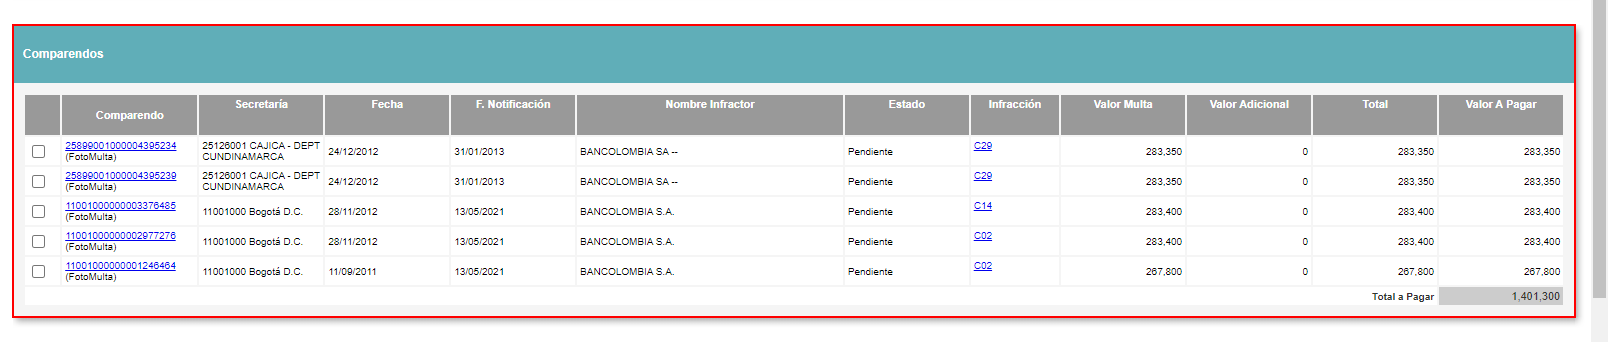 Comparendos
Comparendo Secretaría Fecha F. Notificación Nombre Infractor Estado Infracción Valor Multa Valor Adicional Total Valor A Pagar
25899001000004395234 (FotoMulta) 25126001 CAJICA - DEPT CUNDINAMARCA 24/12/2012 31/01/2013 BANCOLOMBIA SA -- Pendiente C29 283,350 0 283,350 283,350
25899001000004395239 (FotoMulta) 25126001 CAJICA - DEPT CUNDINAMARCA 24/12/2012 31/01/2013 BANCOLOMBIA SA -- Pendiente C29 283,350 0 283,350 283,350
11001000000003376485 (FotoMulta) 11001000 Bogotá D.C. 28/11/2012 13/05/2021 BANCOLOMBIA S.A. Pendiente C14 283,400 0 283,400 283,400
11001000000002977276 (FotoMulta) 11001000 Bogotá D.C. 28/11/2012 13/05/2021 BANCOLOMBIA S.A. Pendiente C02 283,400 0 283,400 283,400
11001000000001246464 (FotoMulta) 11001000 Bogotá D.C. 11/09/2011 13/05/2021 BANCOLOMBIA S.A. Pendiente C02 267,800 0 267,800 267,800
Total a Pagar 1,401,300